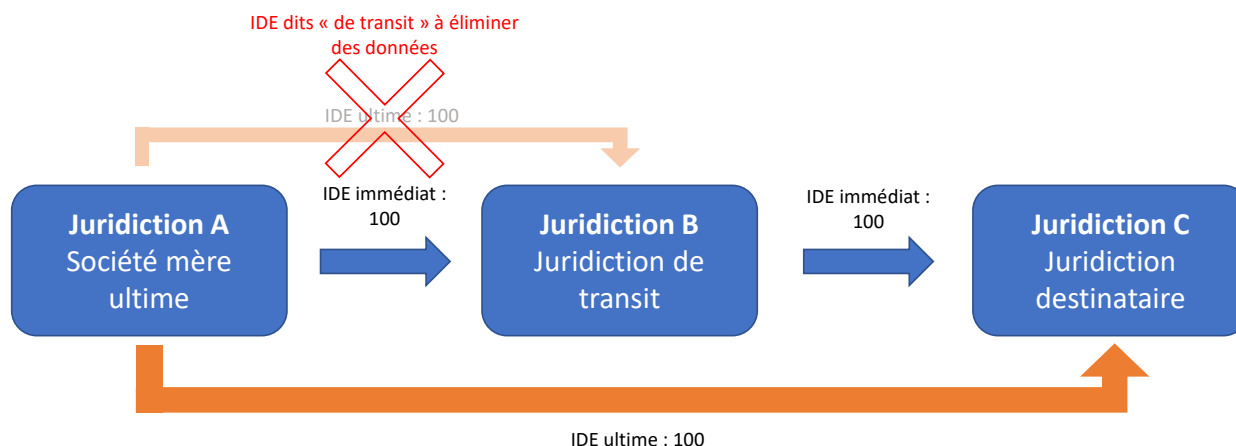 IDE dits « de transit » à éliminer
des données
IDE ultime : 100
IDE immédiat :
100
IDE immédiat :
100
Juridiction A
Société mère
ultime
Juridiction B
Juridiction de
transit
Juridiction C
Juridiction
destinataire
IDE ultime : 100